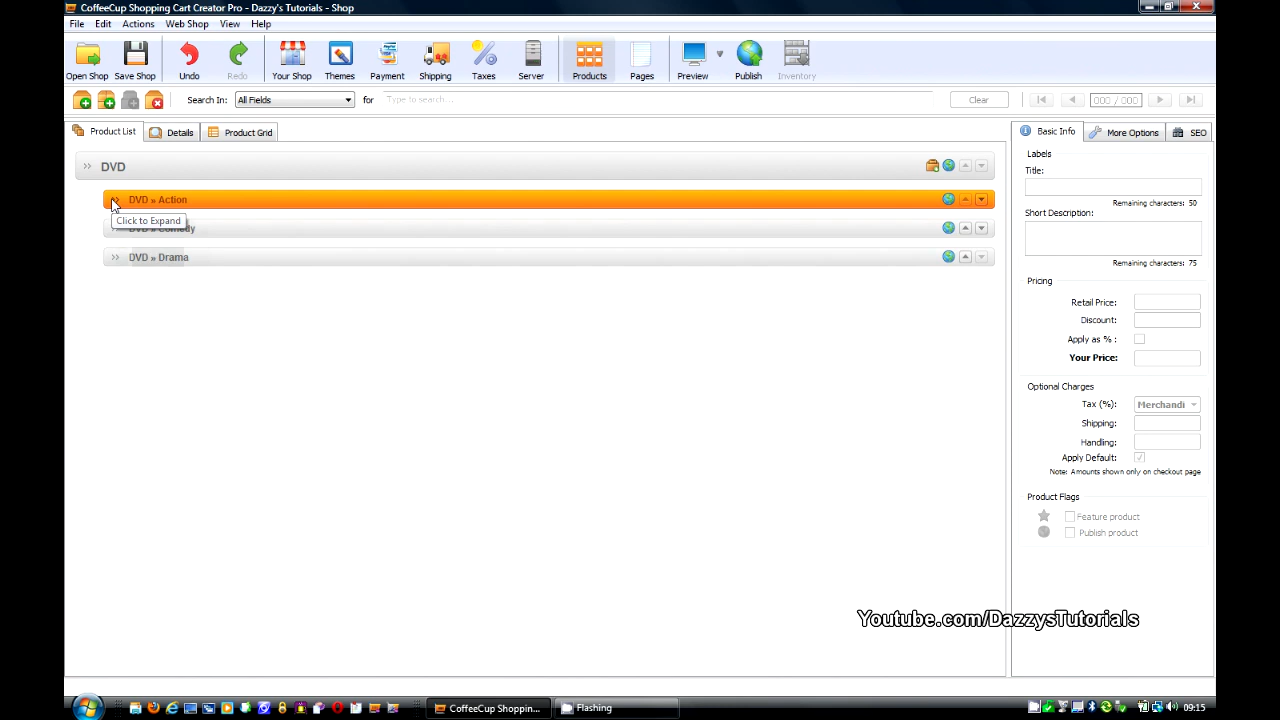 CoffeeCup Shopping Cart Creator Pro - Dazzy's Tutorials - Shop
File Edit Actions Web Shop View Help
Open Shop Save Shop Undo Redo Your Shop Themes Payment Shipping Taxes Server Products Pages Preview Publish Inventory
Search In: All Fields for Type to search... Clear 000 / 000
Product List Details Product Grid Basic Info More Options SEO
DVD
DVD » Action
Click to Expand
DVD » Comedy
DVD » Drama
Labels
Title:
Remaining characters: 50
Short Description:
Remaining characters: 75
Pricing
Retail Price:
Discount:
Apply as % :
Your Price:
Optional Charges
Tax (%): Merchandi
Shipping:
Handling:
Apply Default:
Note: Amounts shown only on checkout page
Product Flags
Feature product
Publish product
Youtube.com/DazzysTutorials
CoffeeCup Shoppin... Flashing 09:15